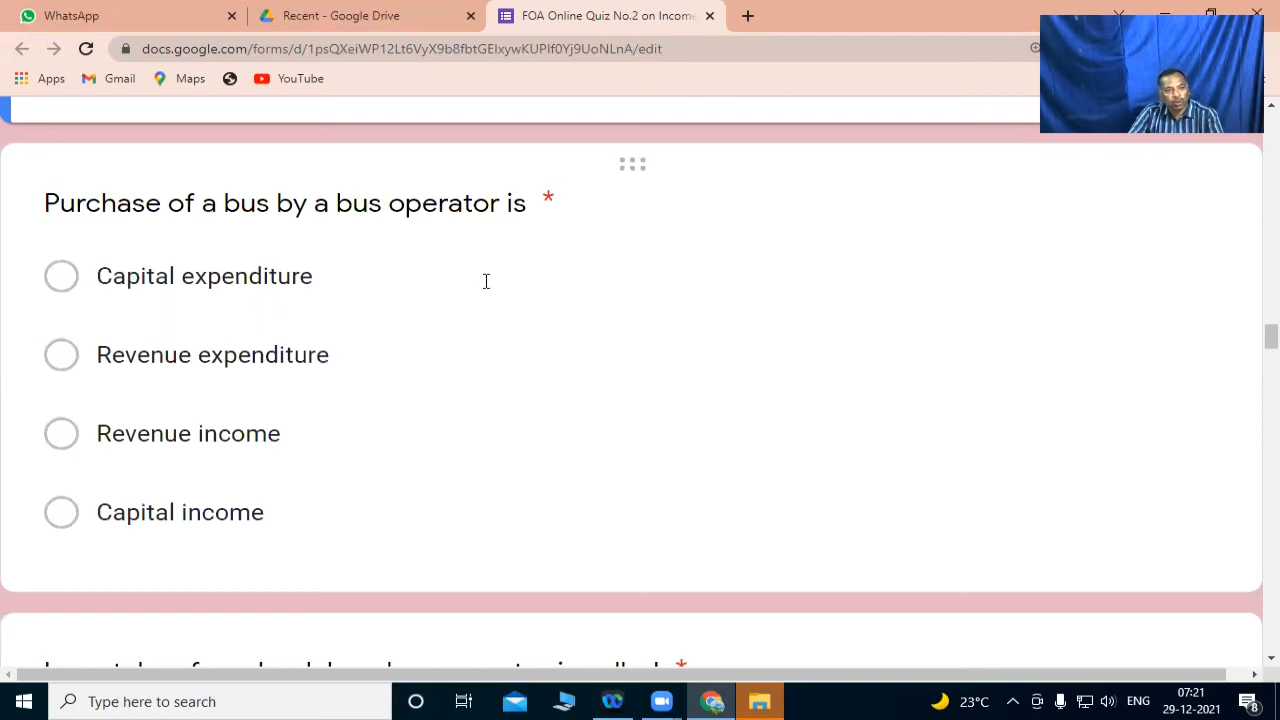 WhatsApp
Recent - Google Drive
FOA Online Quiz No.2 on Income
docs.google.com/forms/d/1psQXeiWP12Lt6VyX9b8fbtGElxywKUPIf0Yj9UoNLnA/edit
Apps
Gmail
Maps
YouTube
Purchase of a bus by a bus operator is *
Capital expenditure
Revenue expenditure
Revenue income
Capital income
Type here to search
23°C
ENG
07:21
29-12-2021
8